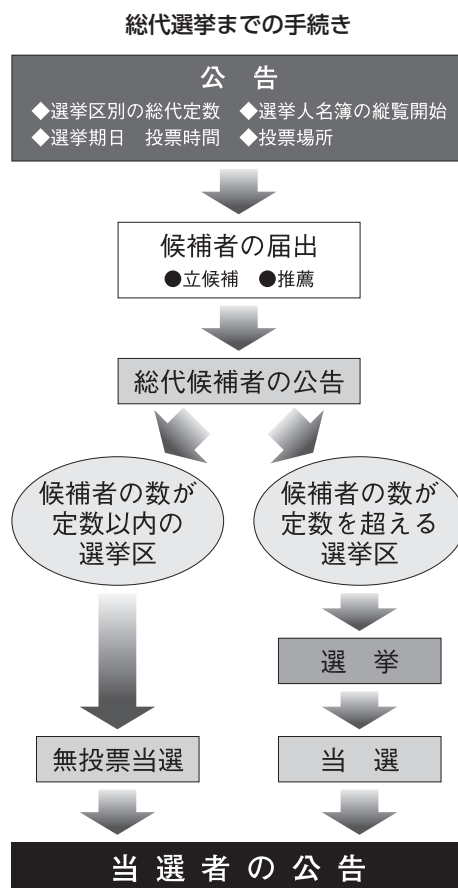 総代選挙までの手続き
公　告
◆選挙区別の総代定数　◆選挙人名簿の縦覧開始
◆選挙期日　投票時間　◆投票場所
候補者の届出
●立候補　●推薦
総代候補者の公告
候補者の数が
定数以内の
選挙区
候補者の数が
定数を超える
選挙区
選　挙
無投票当選
当　選
当選者の公告